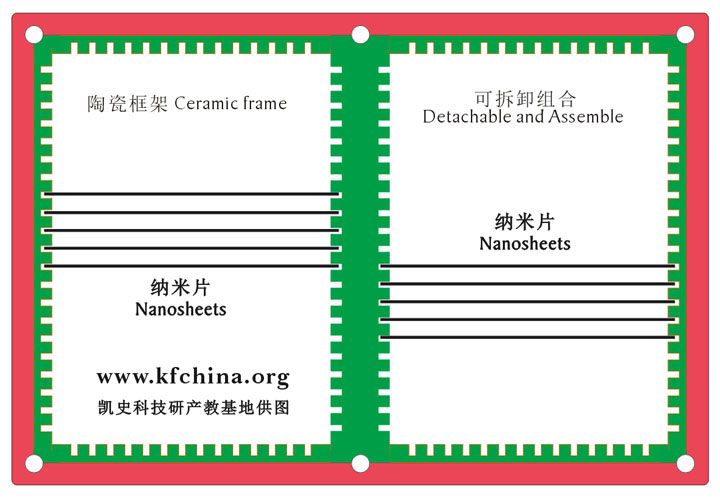 陶瓷框架 Ceramic frame
纳米片
Nanosheets
www.kfchina.org
凯史科技研产教基地供图
可拆卸组合
Detachable and Assemble
纳米片
Nanosheets